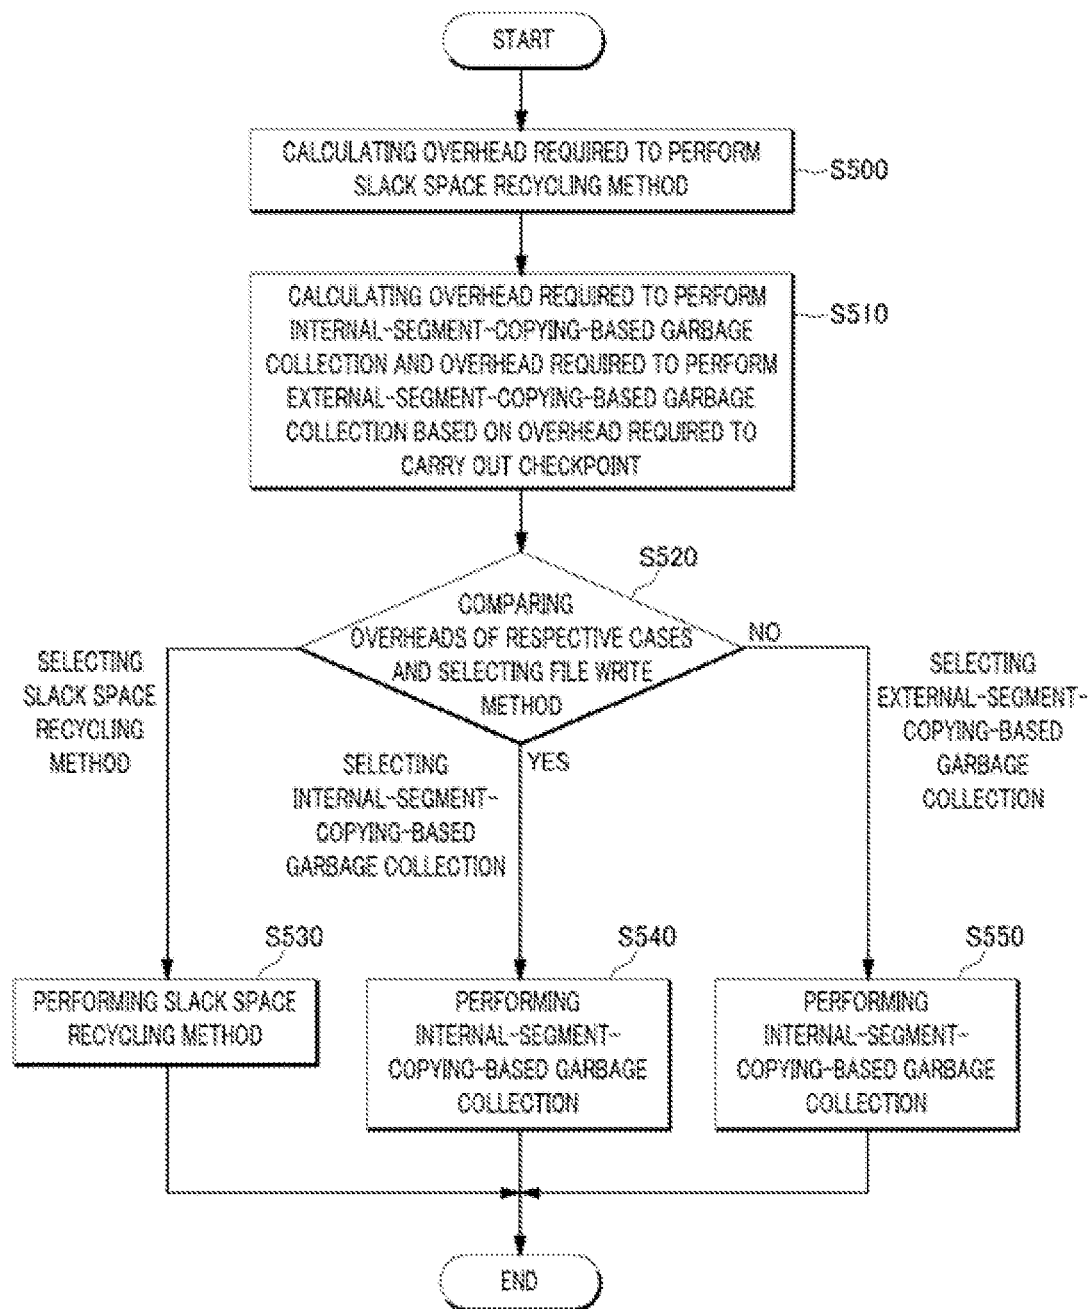 START
CALCULATING OVERHEAD REQUIRED TO PERFORM
SLACK SPACE RECYCLING METHOD
S500
CALCULATING OVERHEAD REQUIRED TO PERFORM
INTERNAL-SEGMENT-COPYING-BASED GARBAGE
COLLECTION AND OVERHEAD REQUIRED TO PERFORM
EXTERNAL-SEGMENT-COPYING-BASED GARBAGE
COLLECTION BASED ON OVERHEAD REQUIRED TO
CARRY OUT CHECKPOINT
S510
S520
COMPARING
OVERHEADS OF RESPECTIVE CASES
AND SELECTING FILE WRITE
METHOD
SELECTING
SLACK SPACE
RECYCLING
METHOD
YES
SELECTING
INTERNAL-SEGMENT-
COPYING-BASED
GARBAGE COLLECTION
NO
SELECTING
EXTERNAL-SEGMENT-
COPYING-BASED
GARBAGE
COLLECTION
S530
PERFORMING SLACK SPACE
RECYCLING METHOD
S540
PERFORMING
INTERNAL-SEGMENT-
COPYING-BASED GARBAGE
COLLECTION
S550
PERFORMING
INTERNAL-SEGMENT-
COPYING-BASED GARBAGE
COLLECTION
END